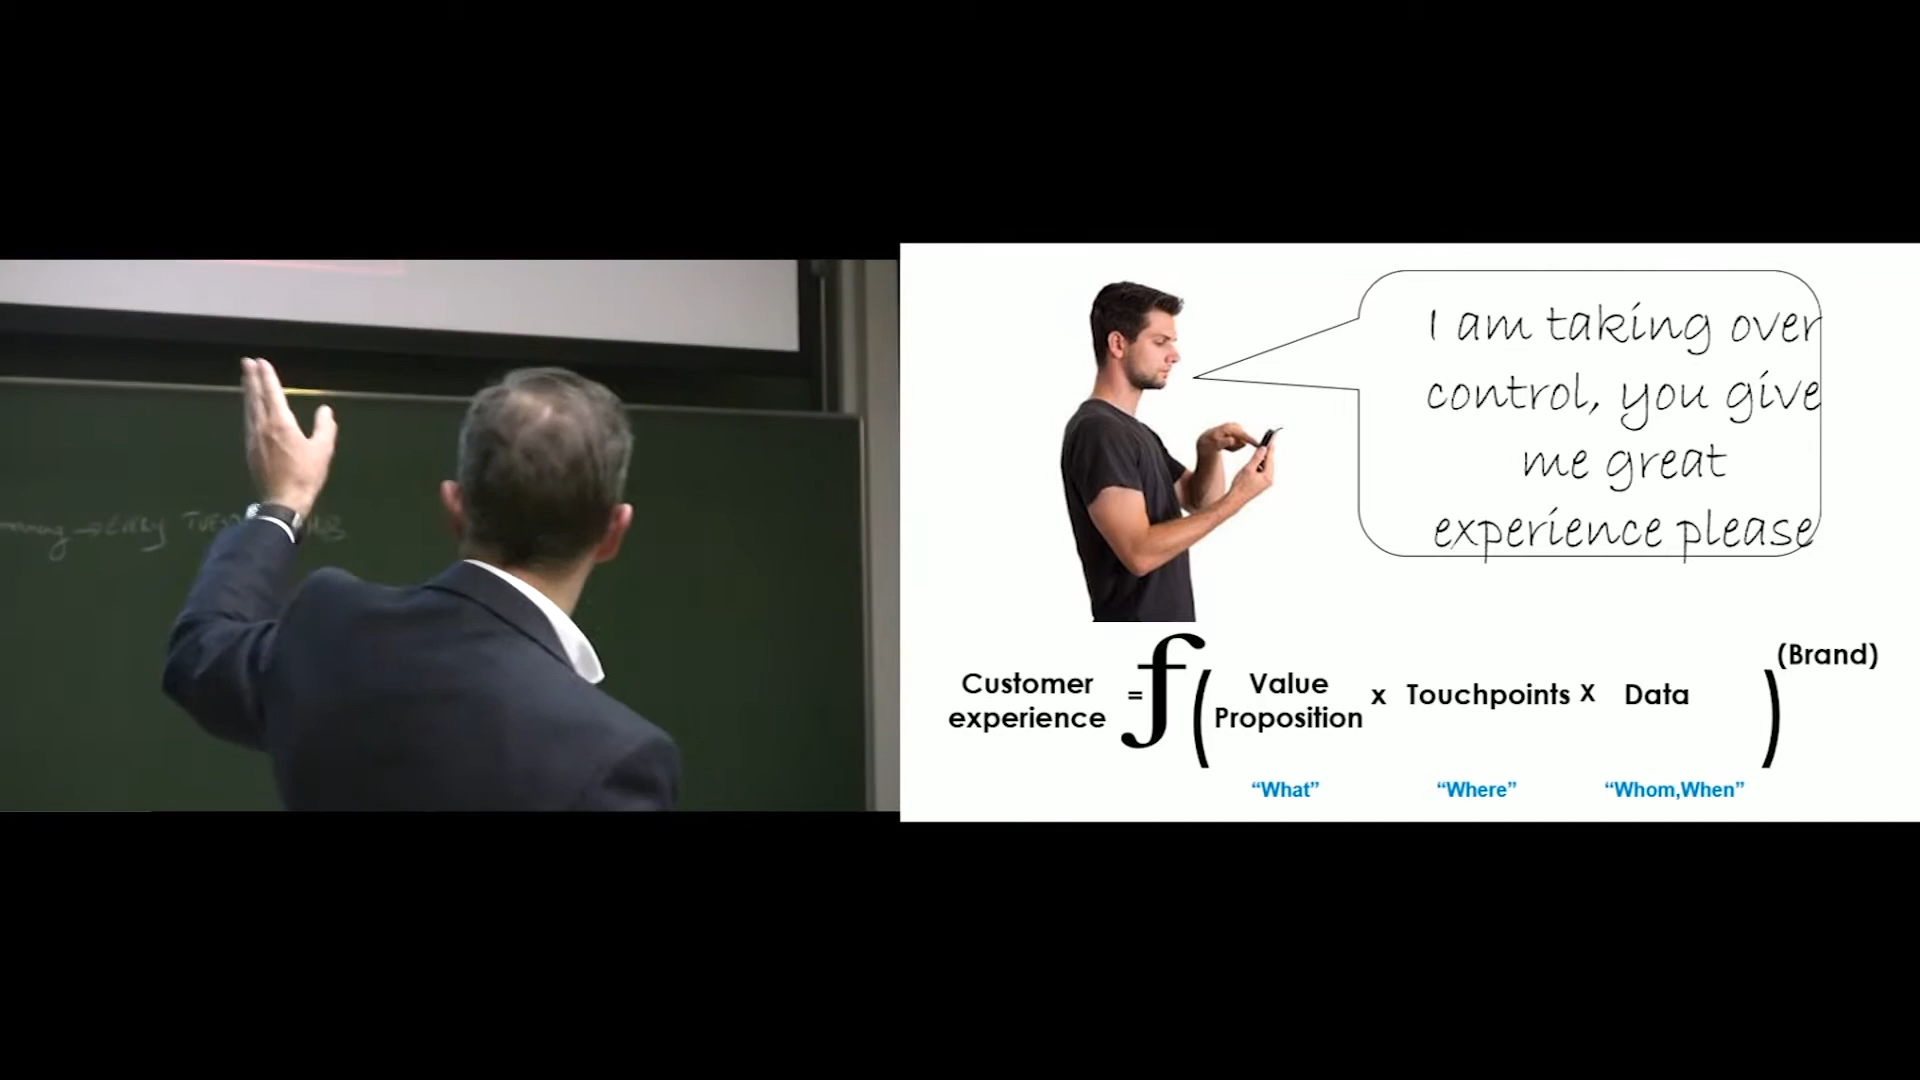 EVERY
I am taking over
control, you give
me great
experience please
Customer
experience
= f ( Value
Proposition
x Touchpoints x Data ) (Brand)
“What” “Where” “Whom,When”